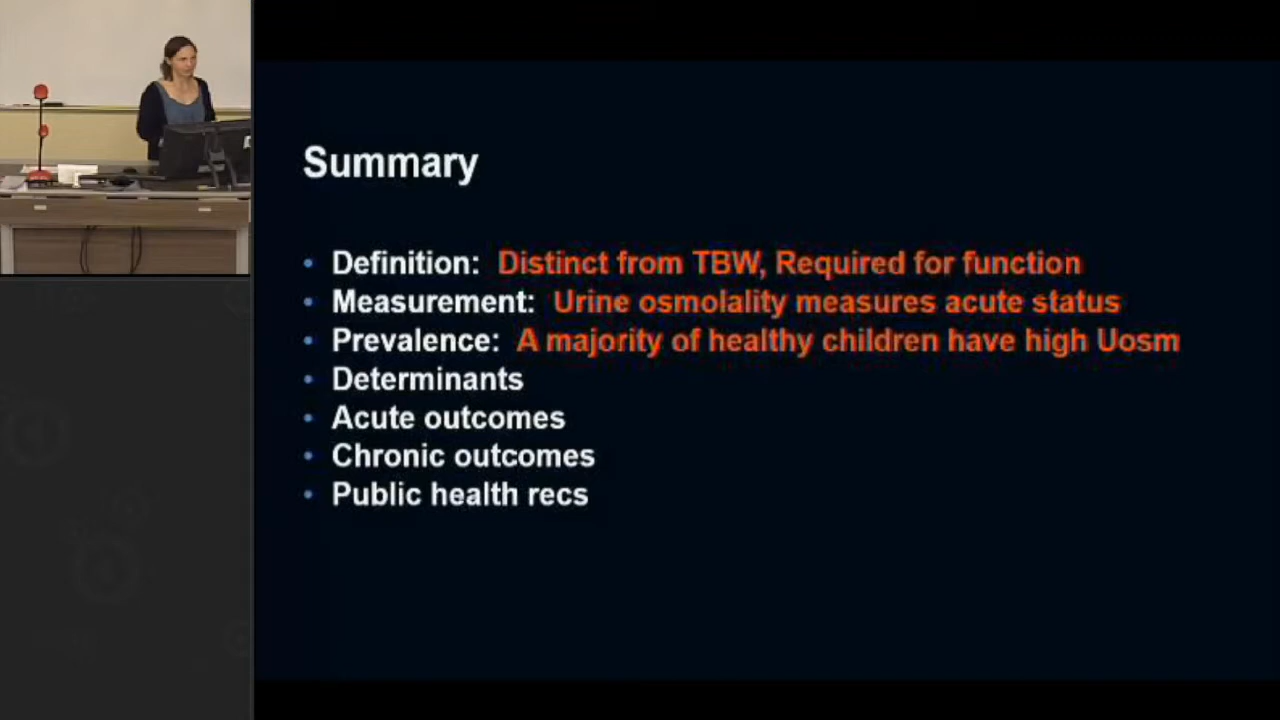 Summary
• Definition: Distinct from TBW, Required for function
• Measurement: Urine osmolality measures acute status
• Prevalence: A majority of healthy children have high Uosm
• Determinants
• Acute outcomes
• Chronic outcomes
• Public health recs